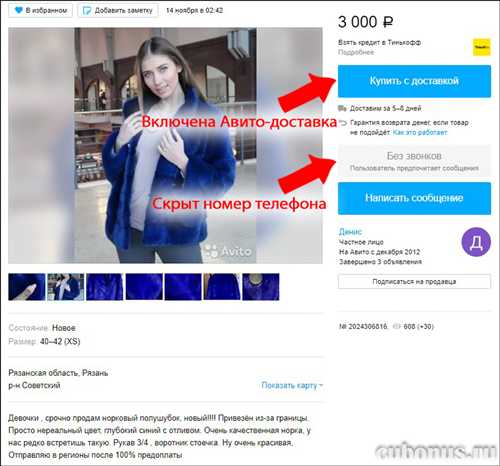 В избранном
Добавить заметку
14 ноября в 02:42
3 000 ₽
Взять кредит в Тинькофф
Подробнее
Купить с доставкой
Включена Авито-доставка
Доставим за 5–8 дней
Гарантия возврата денег, если товар
не подойдёт. Как это работает
Без звонков
Пользователь предпочитает сообщения
Скрыт номер телефона
Написать сообщение
Avito
Денис
Частное лицо
На Авито с декабря 2012
Завершено 3 объявления
Д
Подписаться на продавца
№ 2024306816, 608 (+30)
Состояние: Новое
Размер: 40–42 (XS)
Рязанская область, Рязань
р-н Советский
Показать карту
Девочки , срочно продам норковый полушубок, новый!!!! Привезён из-за границы.
Просто нереальный цвет, глубокий синий с отливом. Очень качественная норка, у
нас редко встретишь такую. Рукав 3/4 , воротник стоечка. Ну очень красивая.
Отправляю в регионы после 100% предоплаты
cubonus.ru